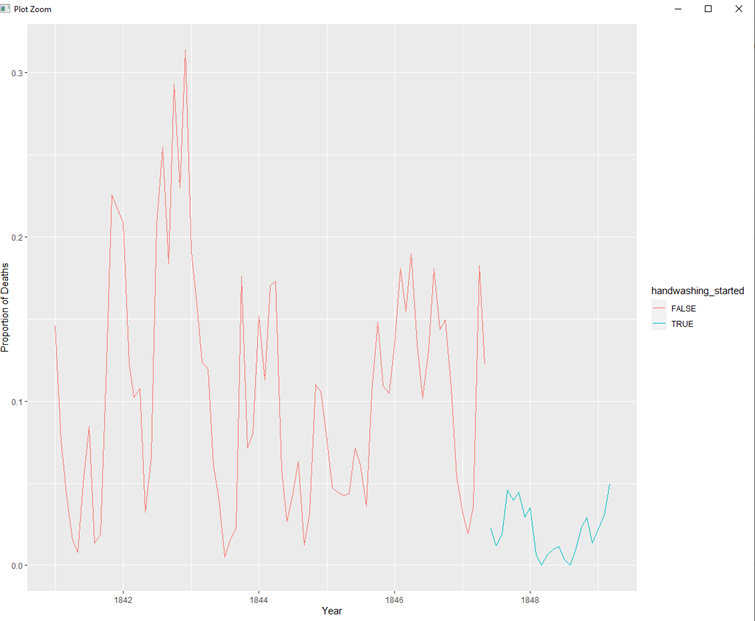 Plot Zoom
0.3
0.2
0.1
0.0
Proportion of Deaths
1842 1844 1846 1848
Year
handwashing_started
FALSE
TRUE